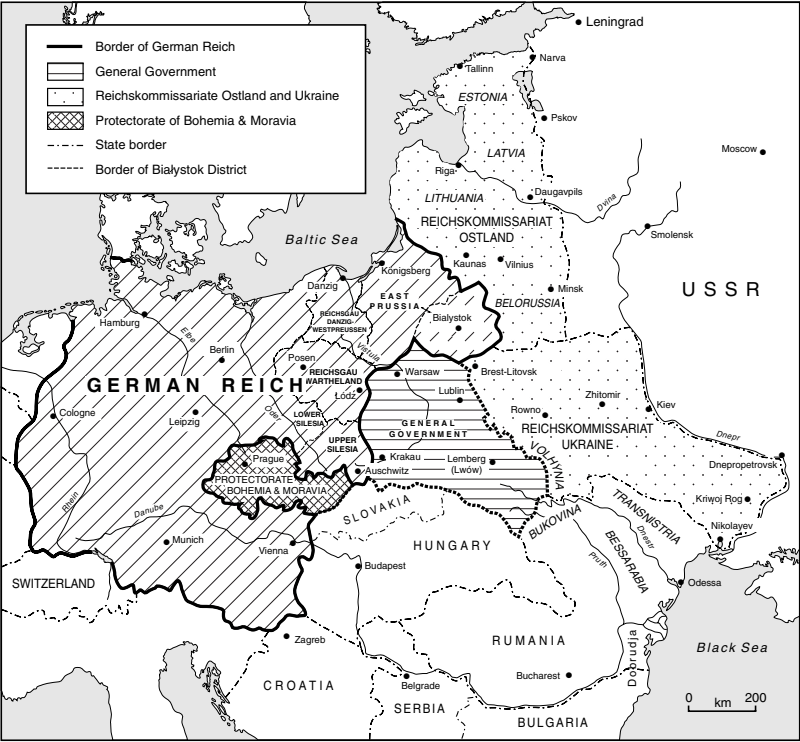 Border of German Reich
General Government
Reichskommissariate Ostland and Ukraine
Protectorate of Bohemia & Moravia
State border
Border of Białystok District
Leningrad
Narva
Tallinn
ESTONIA
Pskov
Moscow
LATVIA
Riga
Daugavpils
Dvina
LITHUANIA
REICHSKOMMISSARIAT
OSTLAND
Smolensk
Baltic Sea
Kaunas
Vilnius
Königsberg
Minsk
USSR
Danzig
EAST
PRUSSIA
BELORUSSIA
REICHSGAU
DANZIG-
WESTPREUSSEN
Białystok
Hamburg
Elbe
Berlin
Vistula
Posen
REICHSGAU
WARTHELAND
Warsaw
Brest-Litovsk
GERMAN REICH
Łódz
Lublin
Zhitomir
Kiev
Cologne
Leipzig
Oder
LOWER
SILESIA
Rowno
GENERAL
GOVERNMENT
REICHSKOMMISSARIAT
UKRAINE
Dnepr
UPPER
SILESIA
Prague
Krakau
Lemberg
(Lwów)
VOLHYNIA
Dnepropetrovsk
Auschwitz
PROTECTORATE
BOHEMIA & MORAVIA
Rhein
Danube
SLOVAKIA
Kriwoj Rog
TRANSNISTRIA
BUKOVINA
Nikolayev
Munich
Vienna
HUNGARY
Dnestr
Pruth
BESSARABIA
Budapest
SWITZERLAND
Odessa
Zagreb
RUMANIA
Dobrudja
Black Sea
CROATIA
Belgrade
Bucharest
0 km 200
SERBIA
BULGARIA